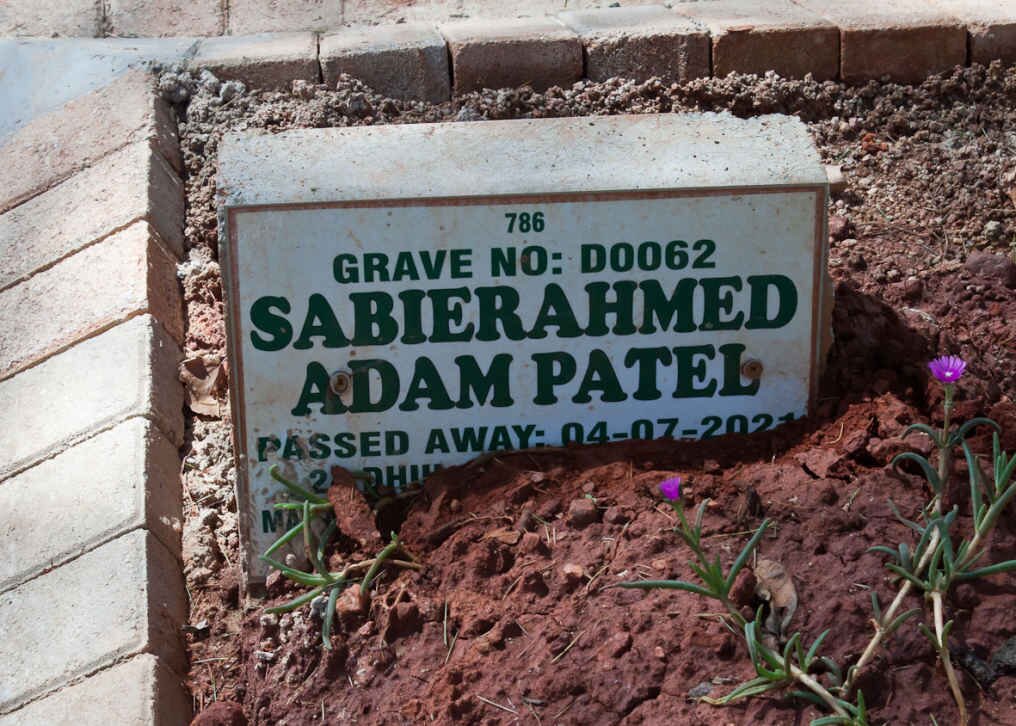 786
GRAVE NO: D0062
SABIERAHMED
ADAM PATEL
PASSED AWAY: 04-07-2021